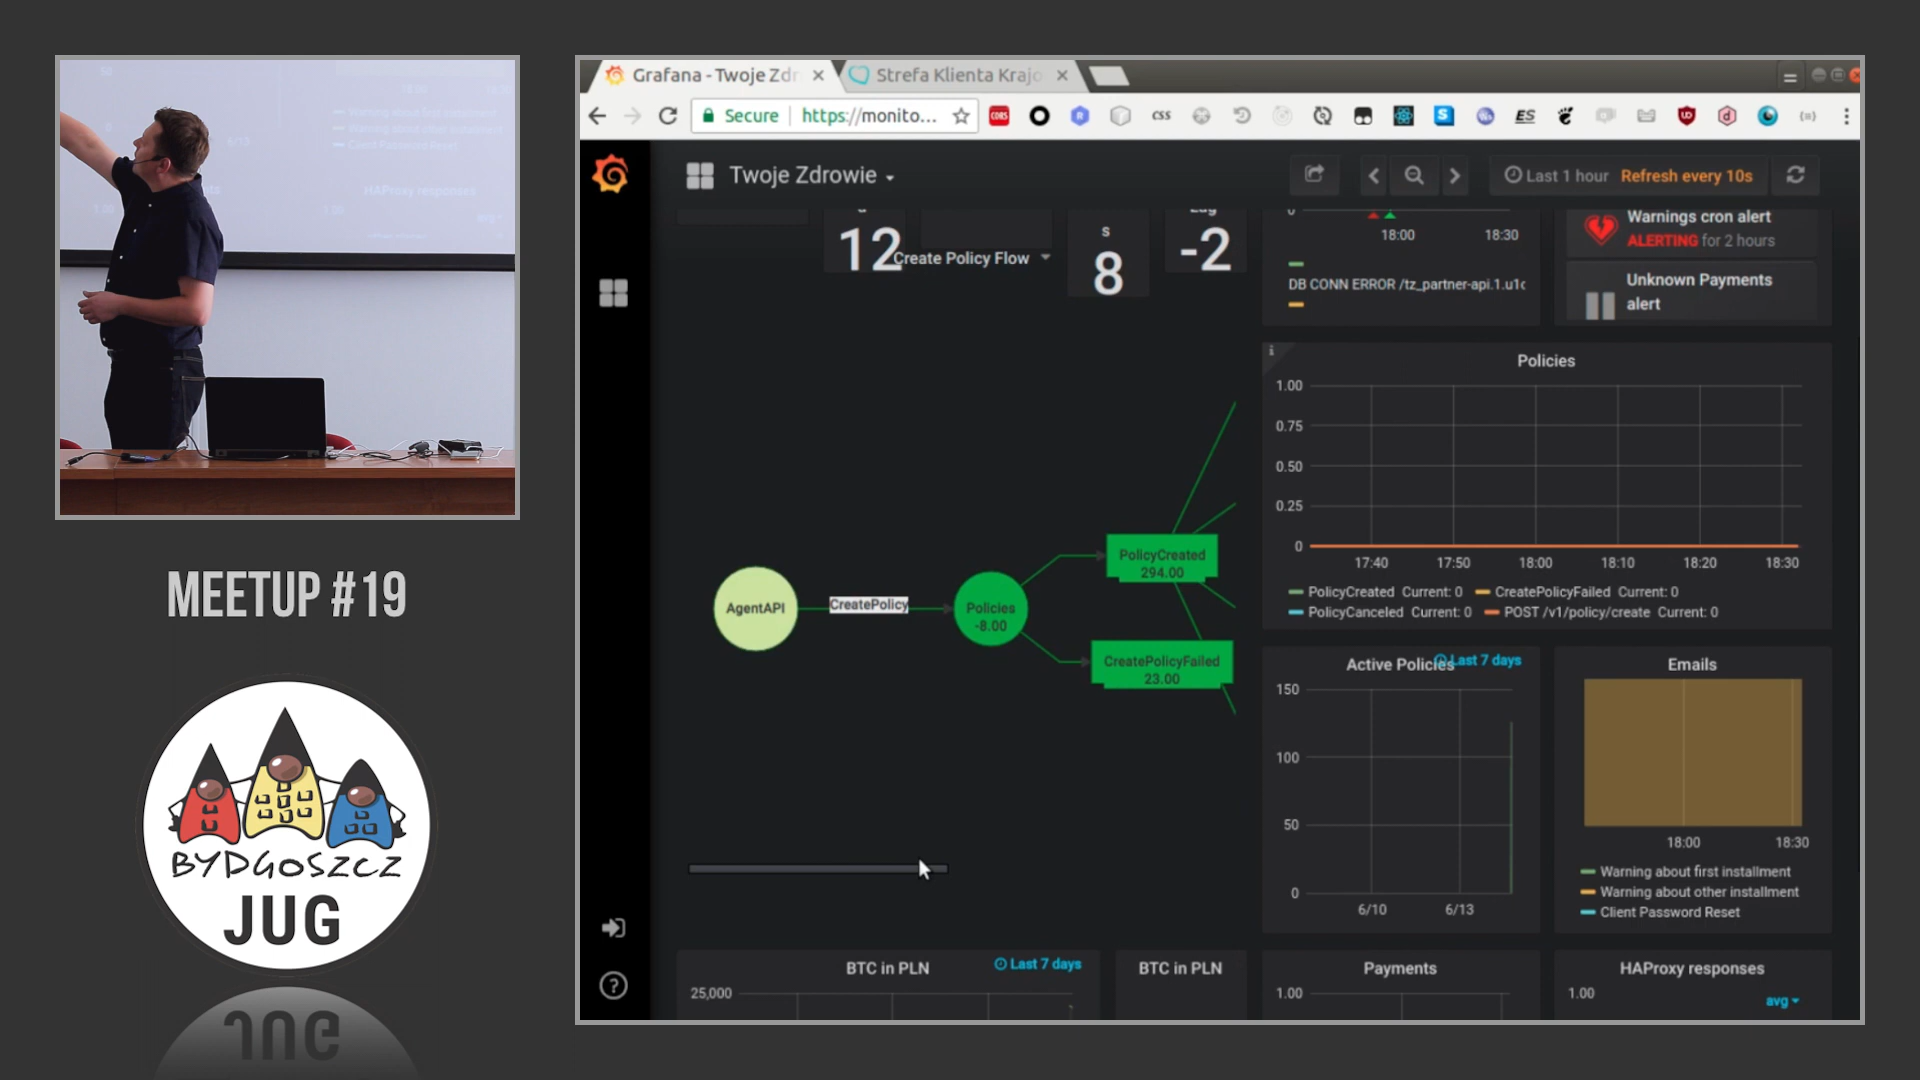 MEETUP #19
BYDGOSZCZ
JUG
Grafana - Twoje Zdr
Strefa Klienta Krajo
Secure
https://monito...
CORS
CSS
ES
Twoje Zdrowie
Last 1 hour Refresh every 10s
12
Create Policy Flow
s
8
-2
0
18:00 18:30
DB CONN ERROR /tz_partner-api.1.u1c
Warnings cron alert
ALERTING for 2 hours
Unknown Payments
alert
AgentAPI
CreatePolicy
Policies
-8.00
PolicyCreated
294.00
CreatePolicyFailed
23.00
Policies
1.00
0.75
0.50
0.25
0
17:40 17:50 18:00 18:10 18:20 18:30
PolicyCreated Current: 0 CreatePolicyFailed Current: 0
PolicyCanceled Current: 0 POST /v1/policy/create Current: 0
Active Policies Last 7 days
150
100
50
0
6/10 6/13
Emails
18:00 18:30
Warning about first installment
Warning about other installment
Client Password Reset
BTC in PLN Last 7 days
25,000
BTC in PLN
Payments
1.00
HAProxy responses
1.00
avg